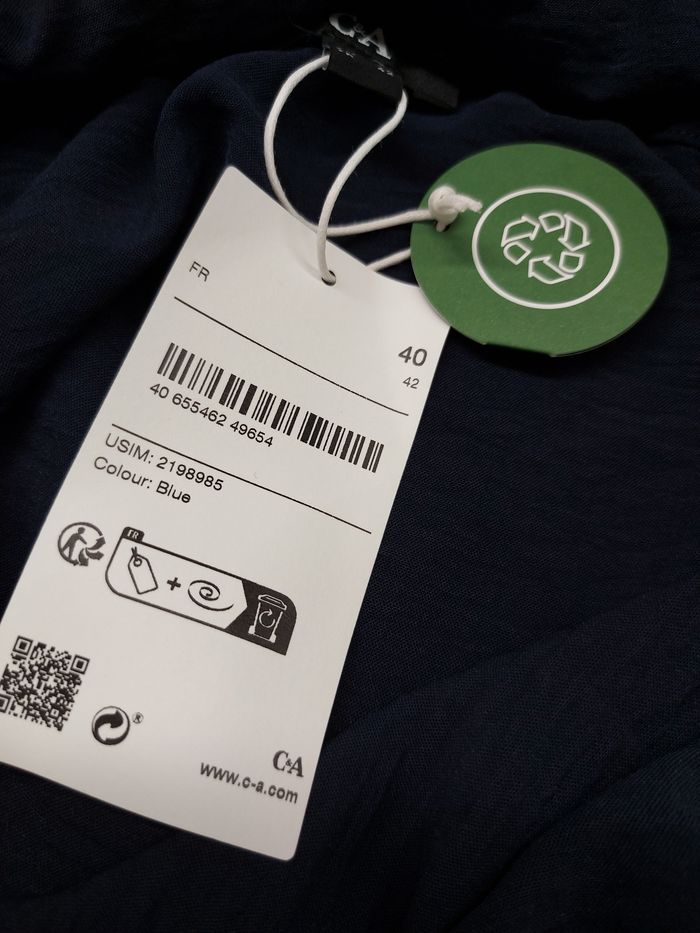 C&A
FR
40
42
40 655462 49654
USIM: 2198985
Colour: Blue
FR
+
®
C&A
www.c-a.com